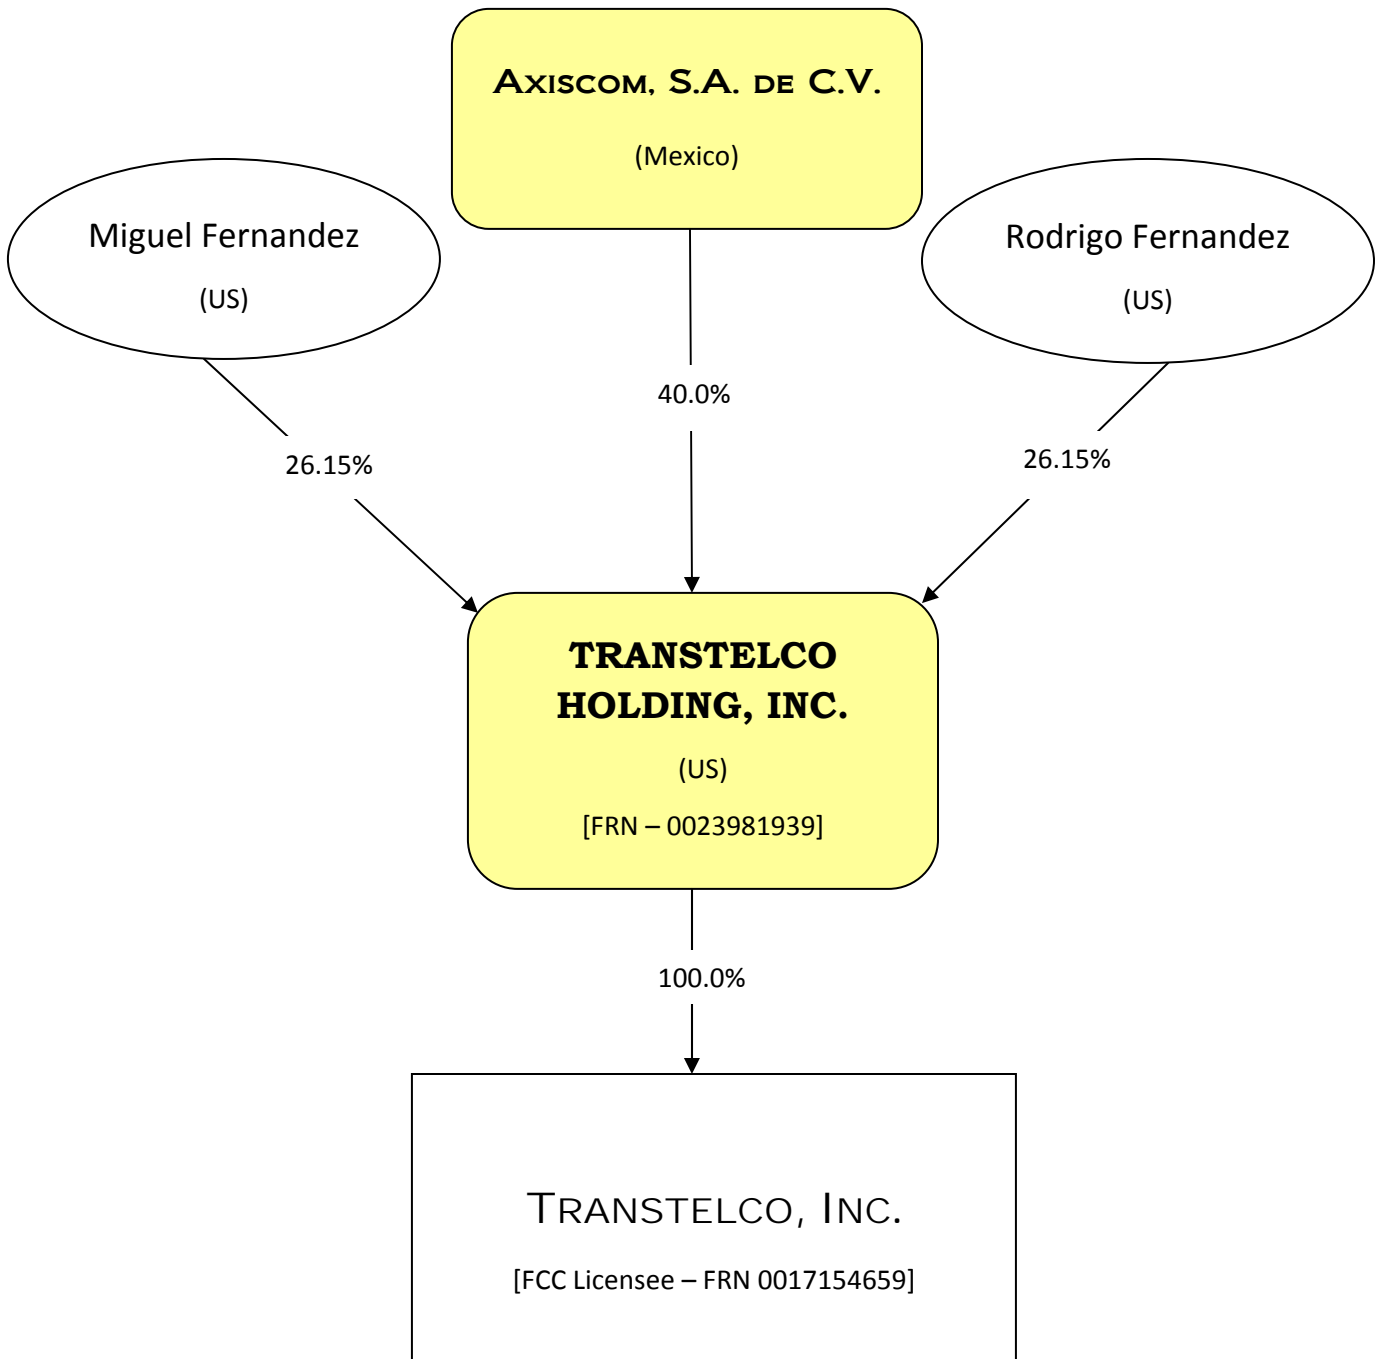 AXISCOM, S.A. DE C.V.
(Mexico)
Miguel Fernandez
(US)
Rodrigo Fernandez
(US)
40.0%
26.15%
26.15%
TRANSTELCO
HOLDING, INC.
(US)
[FRN – 0023981939]
100.0%
TRANSTELCO, INC.
[FCC Licensee – FRN 0017154659]